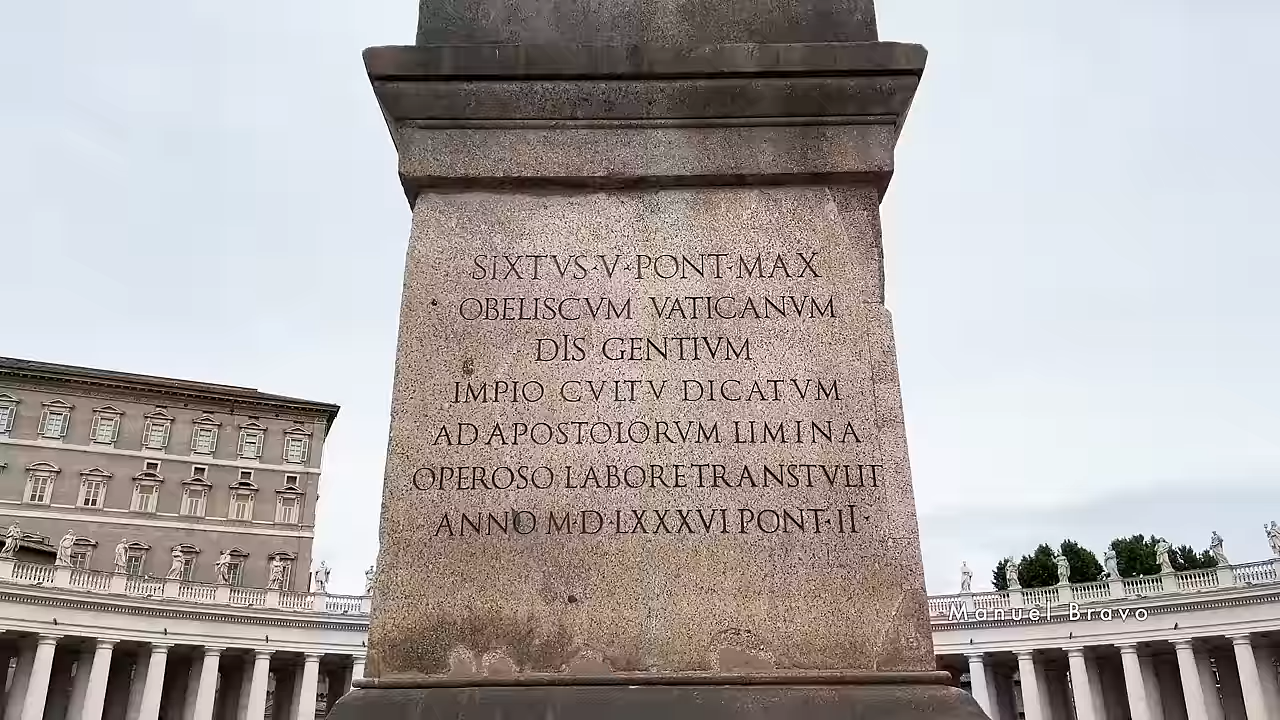 SIXTVS·V·PONT·MAX
OBELISCVM VATICANVM
DIS GENTIVM
IMPIO CVLTV DICATVM
AD APOSTOLORVM LIMINA
OPEROSO LABORE TRANSTVLIT
ANNO M·D·LXXXVI PONT·II·
Manuel Bravo